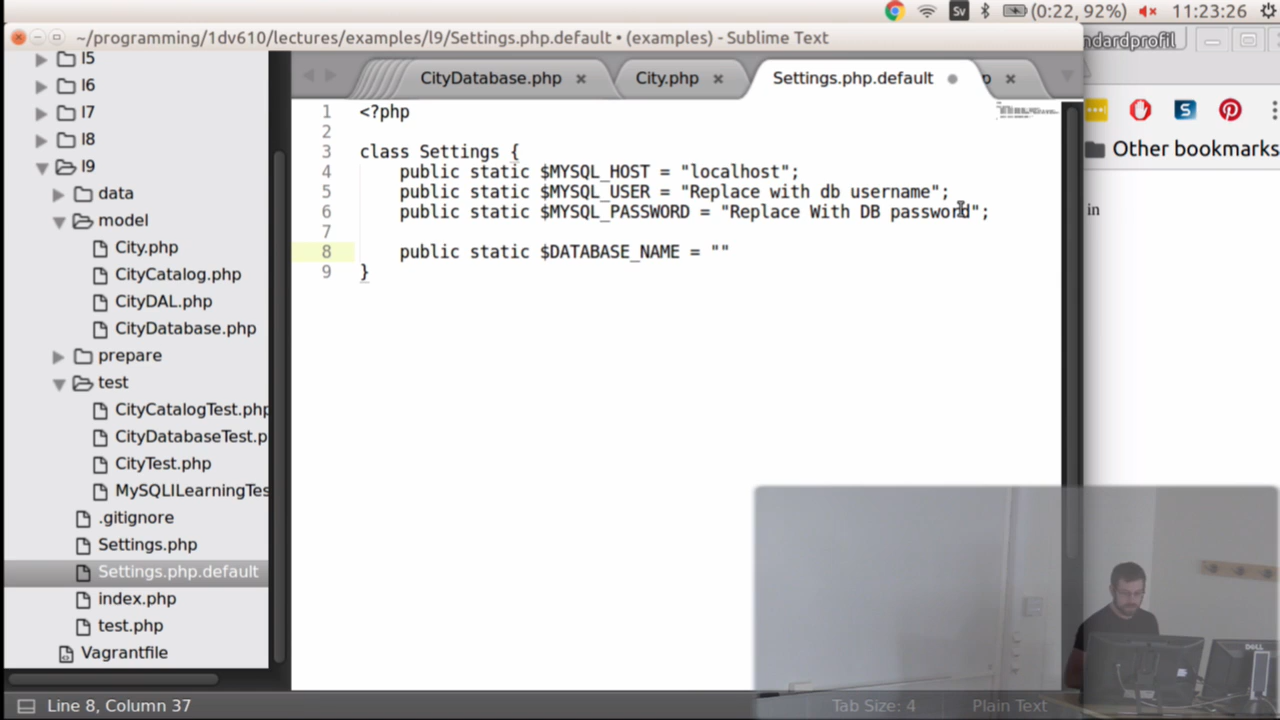 Sv (0:22, 92%) 11:23:26
~/programming/1dv610/lectures/examples/l9/Settings.php.default • (examples) - Sublime Text
ndardprofil
l5
l6
l7
l8
l9
data
model
City.php
CityCatalog.php
CityDAL.php
CityDatabase.php
prepare
test
CityCatalogTest.php
CityDatabaseTest.p
CityTest.php
MySQLILearningTes
.gitignore
Settings.php
Settings.php.default
index.php
test.php
Vagrantfile
CityDatabase.php
City.php
Settings.php.default
p
1 <?php
2
3 class Settings {
4 public static $MYSQL_HOST = "localhost";
5 public static $MYSQL_USER = "Replace with db username";
6 public static $MYSQL_PASSWORD = "Replace With DB password";
7
8 public static $DATABASE_NAME = ""
9 }
Other bookmarks
in
DELL
Line 8, Column 37
Tab Size: 4
Plain Text